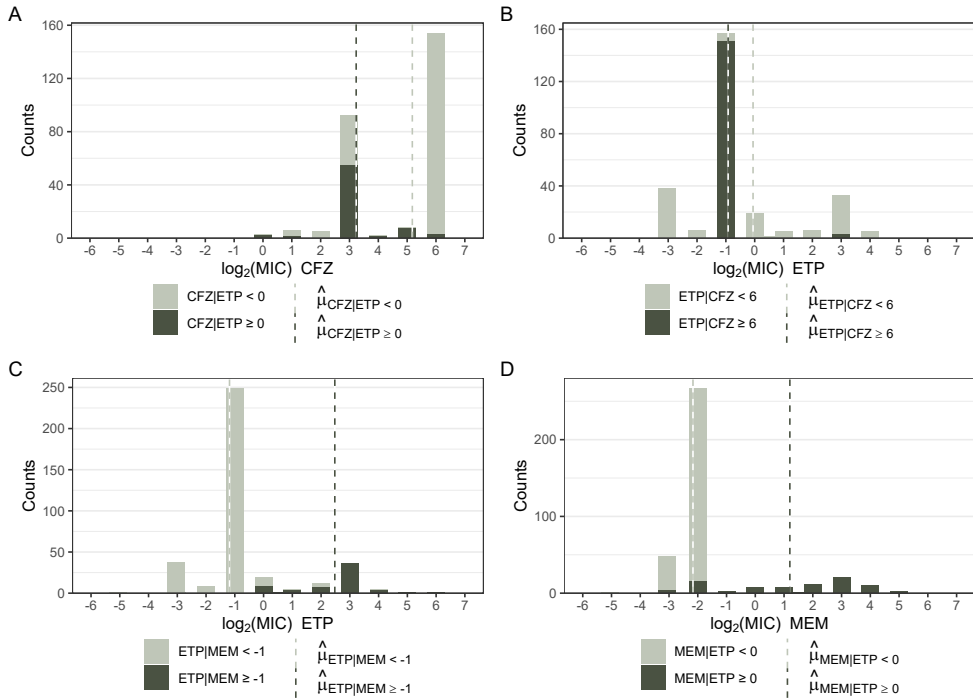 A
160
120
80
40
0
Counts
-6 -5 -4 -3 -2 -1 0 1 2 3 4 5 6 7
log2(MIC) CFZ
CFZ|ETP < 0
μ̂CFZ|ETP < 0
CFZ|ETP ≥ 0
μ̂CFZ|ETP ≥ 0
B
160
120
80
40
0
Counts
-6 -5 -4 -3 -2 -1 0 1 2 3 4 5 6 7
log2(MIC) ETP
ETP|CFZ < 6
μ̂ETP|CFZ < 6
ETP|CFZ ≥ 6
μ̂ETP|CFZ ≥ 6
C
250
200
150
100
50
0
Counts
-6 -5 -4 -3 -2 -1 0 1 2 3 4 5 6 7
log2(MIC) ETP
ETP|MEM < -1
μ̂ETP|MEM < -1
ETP|MEM ≥ -1
μ̂ETP|MEM ≥ -1
D
200
100
0
Counts
-6 -5 -4 -3 -2 -1 0 1 2 3 4 5 6 7
log2(MIC) MEM
MEM|ETP < 0
μ̂MEM|ETP < 0
MEM|ETP ≥ 0
μ̂MEM|ETP ≥ 0